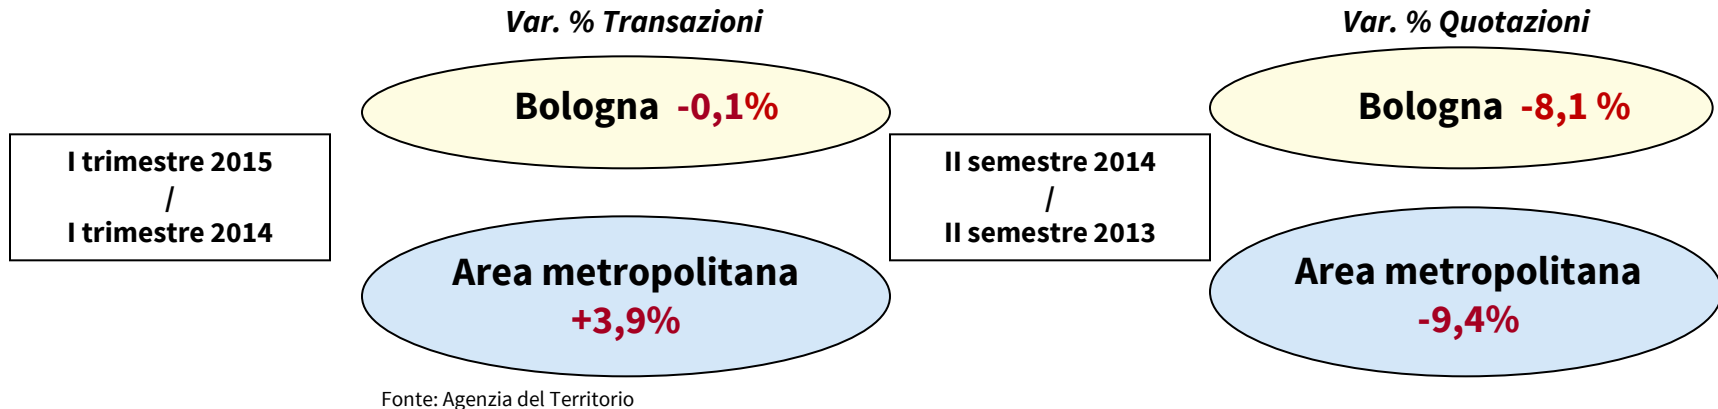 Var. % Transazioni
Bologna -0,1%
I trimestre 2015
/
I trimestre 2014
Area metropolitana
+3,9%
Var. % Quotazioni
Bologna -8,1 %
II semestre 2014
/
II semestre 2013
Area metropolitana
-9,4%
Fonte: Agenzia del Territorio